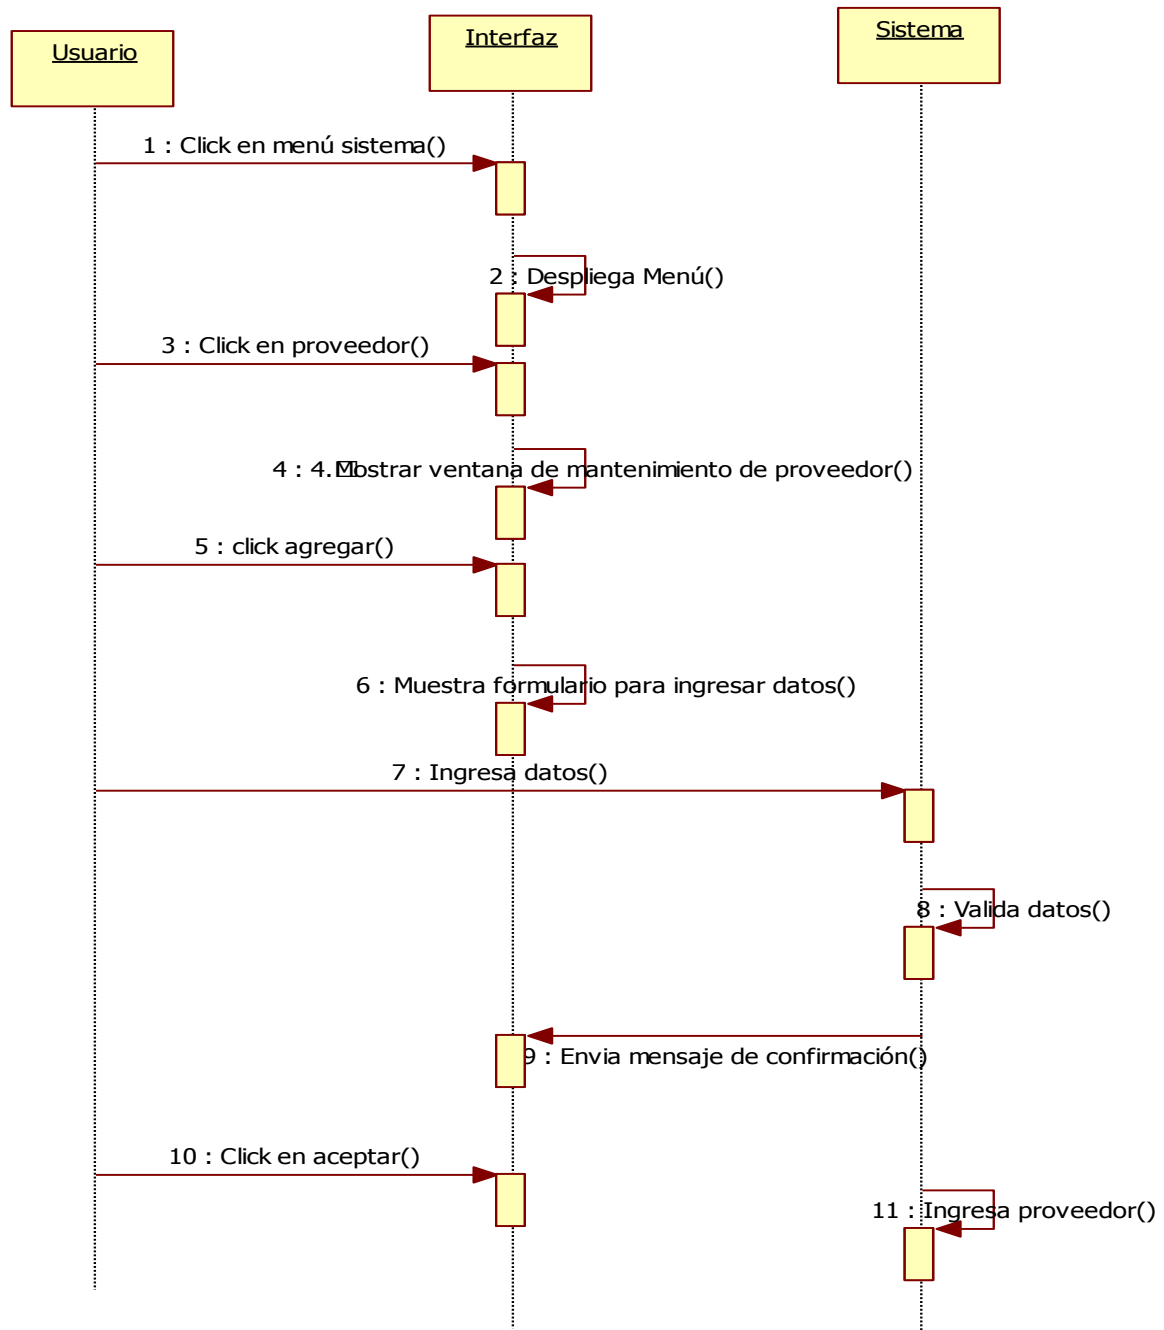 Usuario
Interfaz
Sistema
1 : Click en menú sistema()
2 : Despliega Menú()
3 : Click en proveedor()
4 : 4. Mostrar ventana de mantenimiento de proveedor()
5 : click agregar()
6 : Muestra formulario para ingresar datos()
7 : Ingresa datos()
8 : Valida datos()
9 : Envia mensaje de confirmación()
10 : Click en aceptar()
11 : Ingresa proveedor()